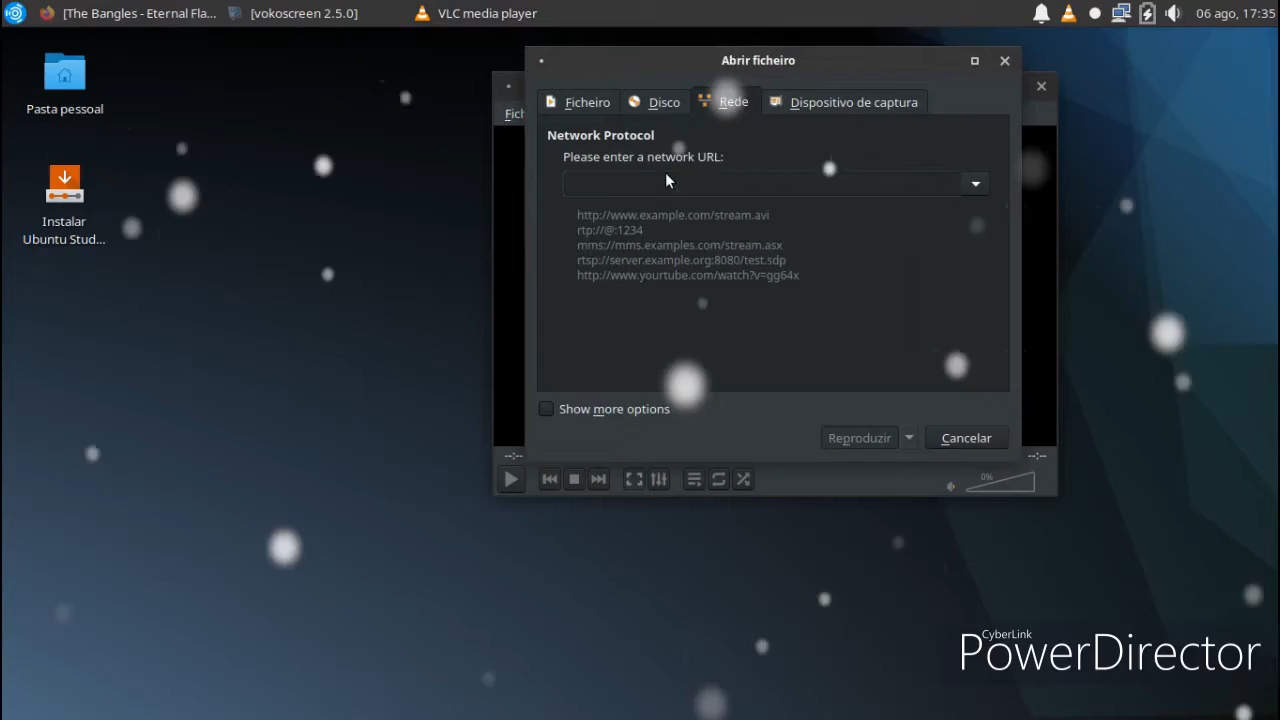 [The Bangles - Eternal Fla...
[vokoscreen 2.5.0]
VLC media player
06 ago, 17:35
Pasta pessoal
Instalar
Ubuntu Stud...
Abrir ficheiro
Fich
Ficheiro
Disco
Rede
Dispositivo de captura
Network Protocol
Please enter a network URL:
http://www.example.com/stream.avi
rtp://@:1234
mms://mms.examples.com/stream.asx
rtsp://server.example.org:8080/test.sdp
http://www.yourtube.com/watch?v=gg64x
Show more options
Reproduzir
Cancelar
--:--
--:--
0%
CyberLink
PowerDirector